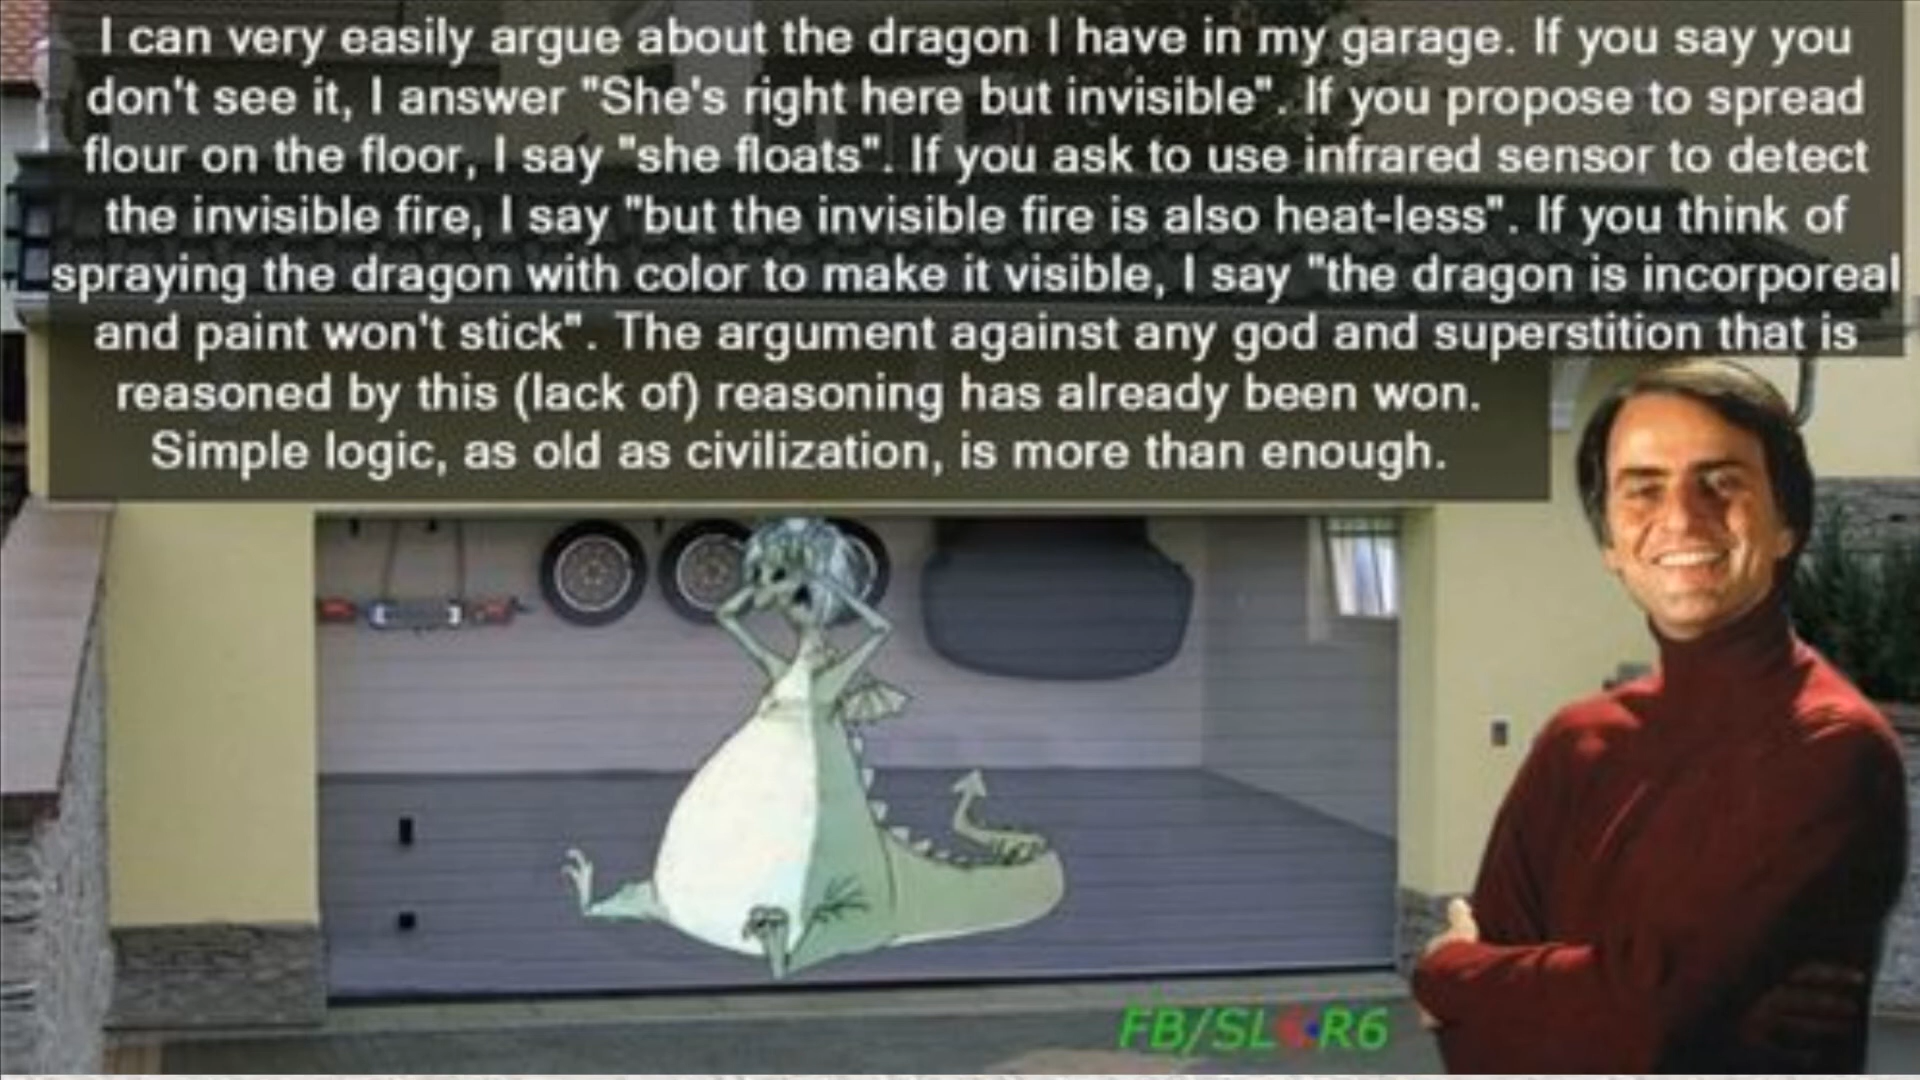 I can very easily argue about the dragon I have in my garage. If you say you
don't see it, I answer "She's right here but invisible". If you propose to spread
flour on the floor, I say "she floats". If you ask to use infrared sensor to detect
the invisible fire, I say "but the invisible fire is also heat-less". If you think of
spraying the dragon with color to make it visible, I say "the dragon is incorporeal
and paint won't stick". The argument against any god and superstition that is
reasoned by this (lack of) reasoning has already been won.
Simple logic, as old as civilization, is more than enough.